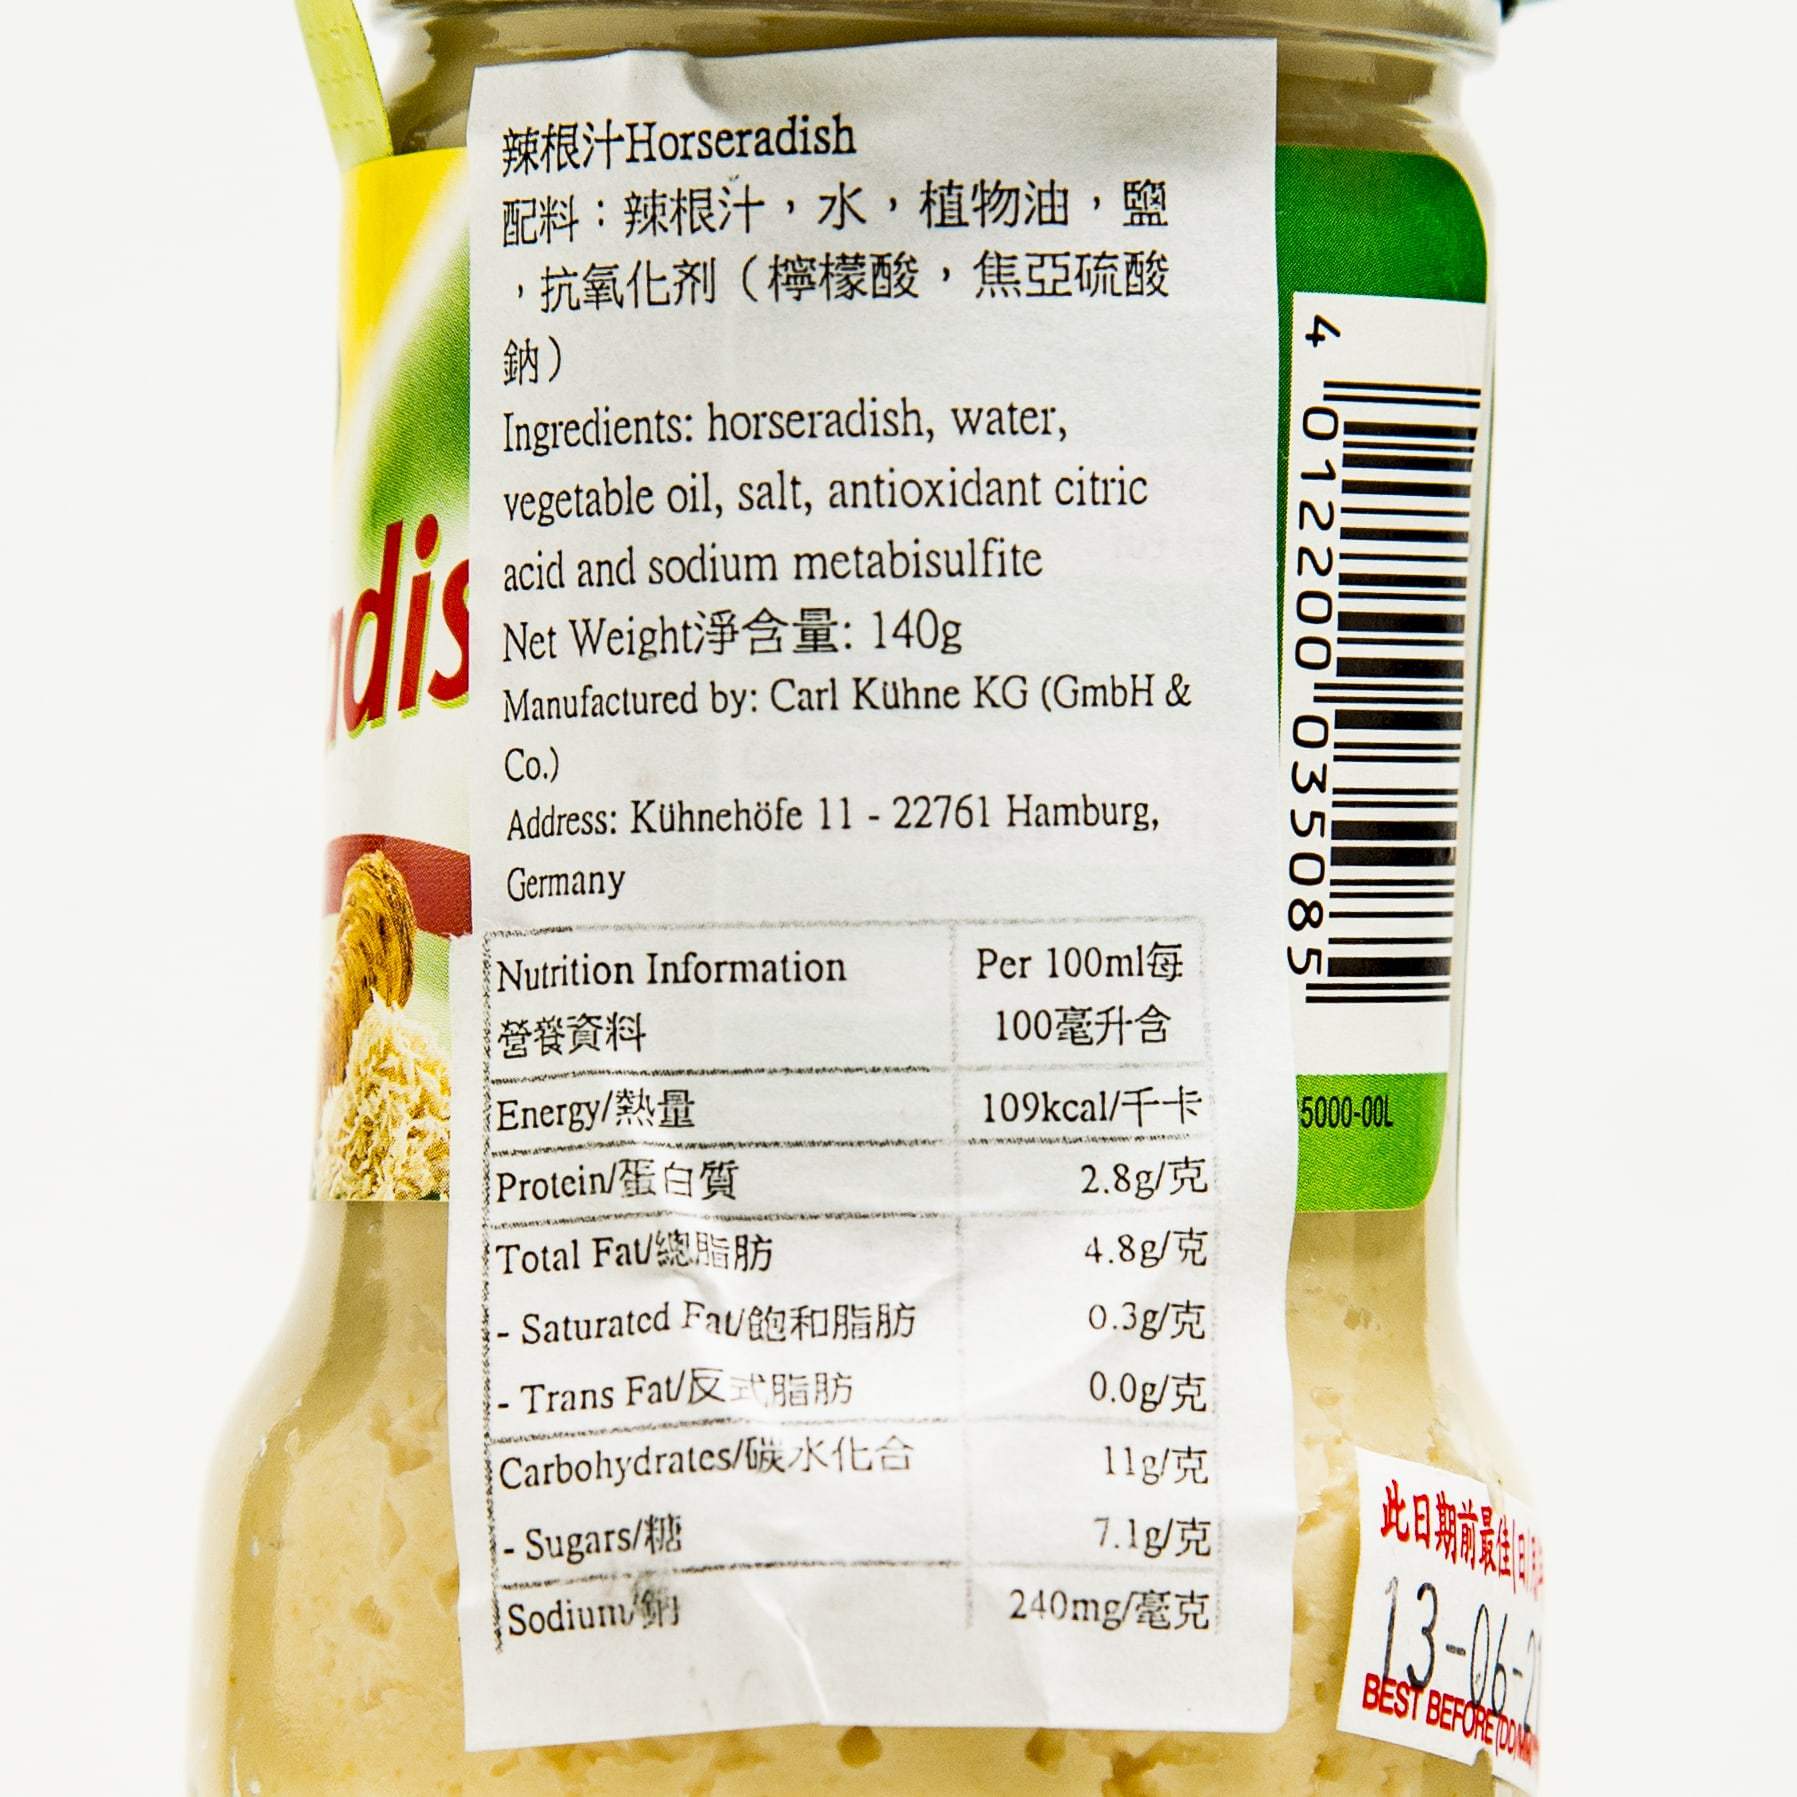 辣根汁Horseradish
配料：辣根汁，水，植物油，鹽
，抗氧化剂（檸檬酸，焦亞硫酸
鈉）
Ingredients: horseradish, water,
vegetable oil, salt, antioxidant citric
acid and sodium metabisulfite
Net Weight淨含量: 140g
Manufactured by: Carl Kühne KG (GmbH &
Co.)
Address: Kühnehöfe 11 - 22761 Hamburg,
Germany
Nutrition Information Per 100ml每
營養資料 100毫升含
Energy/熱量 109kcal/千卡
Protein/蛋白質 2.8g/克
Total Fat/總脂肪 4.8g/克
- Saturated Fat/飽和脂肪 0.3g/克
- Trans Fat/反式脂肪 0.0g/克
Carbohydrates/碳水化合 11g/克
- Sugars/糖 7.1g/克
Sodium/鈉 240mg/毫克
adis
4 012200 035085
5000-00L
此日期前最佳(日/
13-06-2
BEST BEFORE (DD